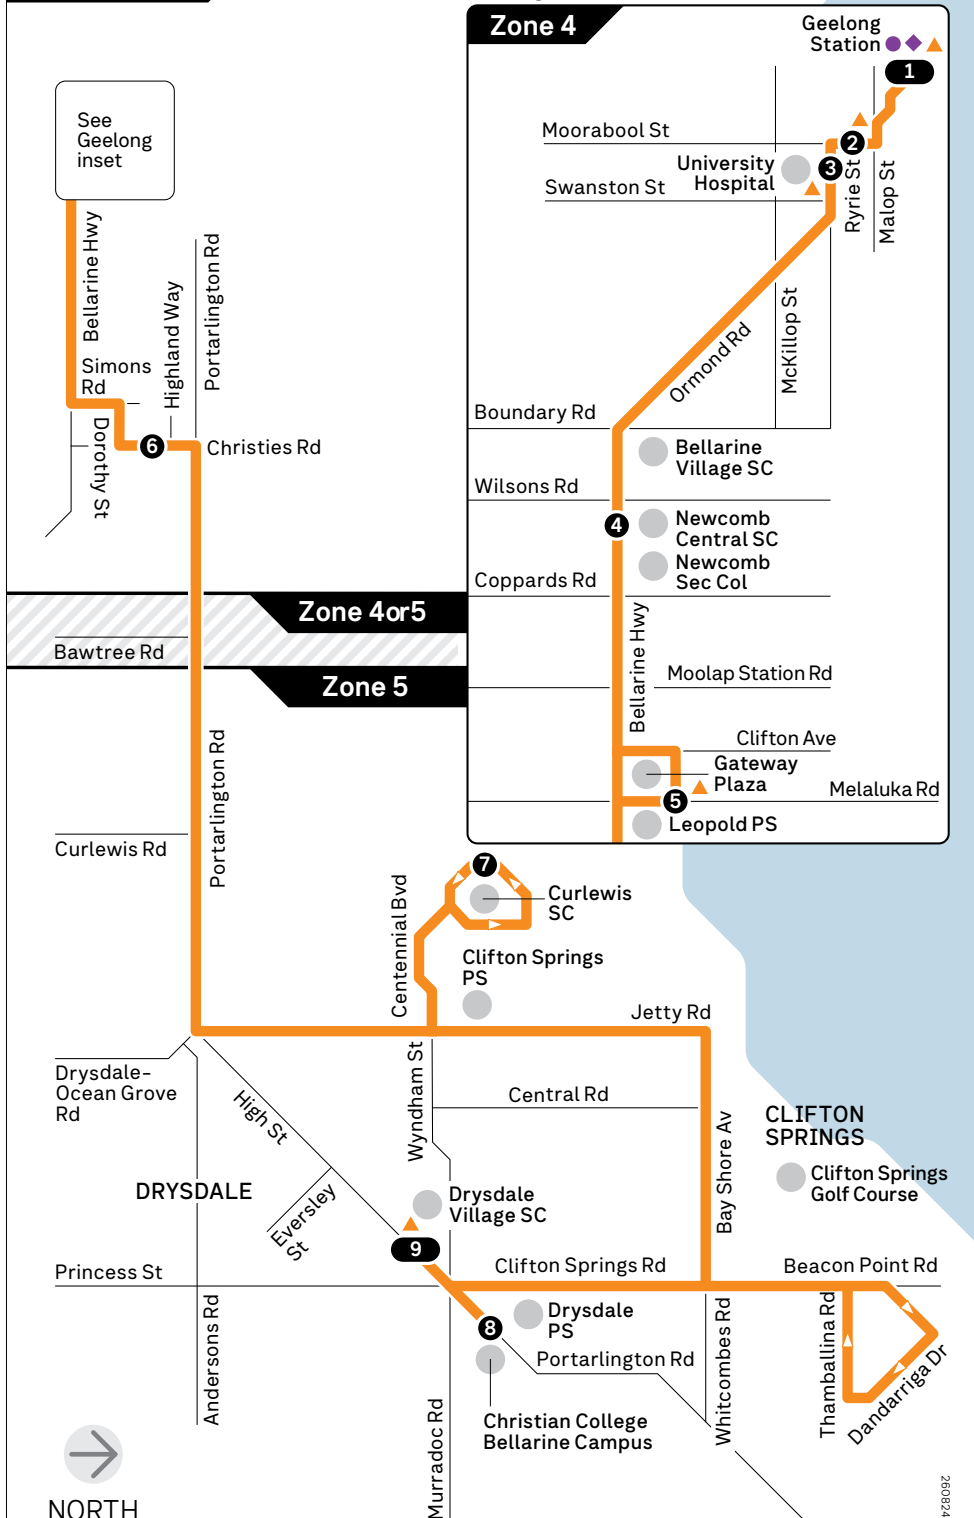 Zone 4
Geelong
Station
1
See
Geelong
inset
Moorabool St
2
University
Hospital
3
Swanston St
Ryrie St
Malop St
Bellarine Hwy
Highland Way
Portarlington Rd
Ormond Rd
McKillop St
Simons
Rd
Boundary Rd
Dorothy St
6
Christies Rd
Bellarine
Village SC
Wilsons Rd
4
Newcomb
Central SC
Newcomb
Sec Col
Coppards Rd
Zone 4or5
Bellarine Hwy
Bawtree Rd
Zone 5
Moolap Station Rd
Clifton Ave
Gateway
Plaza
Melaluka Rd
5
Leopold PS
Portarlington Rd
Curlewis Rd
7
Curlewis
SC
Centennial Bvd
Clifton Springs
PS
Jetty Rd
Drysdale-
Ocean Grove
Rd
High St
Wyndham St
Central Rd
Bay Shore Av
CLIFTON
SPRINGS
Clifton Springs
Golf Course
DRYSDALE
Eversley
St
Drysdale
Village SC
9
Princess St
Clifton Springs Rd
Beacon Point Rd
Andersons Rd
8
Drysdale
PS
Portarlington Rd
Whitcombes Rd
Thamballina Rd
Dandarriga Dr
Christian College
Bellarine Campus
Murradoc Rd
NORTH
260824